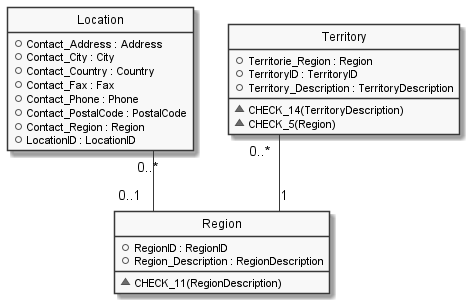 Location
Contact_Address : Address
Contact_City : City
Contact_Country : Country
Contact_Fax : Fax
Contact_Phone : Phone
Contact_PostalCode : PostalCode
Contact_Region : Region
LocationID : LocationID
Territory
Territorie_Region : Region
TerritoryID : TerritoryID
Territory_Description : TerritoryDescription
CHECK_14(TerritoryDescription)
CHECK_5(Region)
0..*
0..*
0..1
1
Region
RegionID : RegionID
Region_Description : RegionDescription
CHECK_11(RegionDescription)